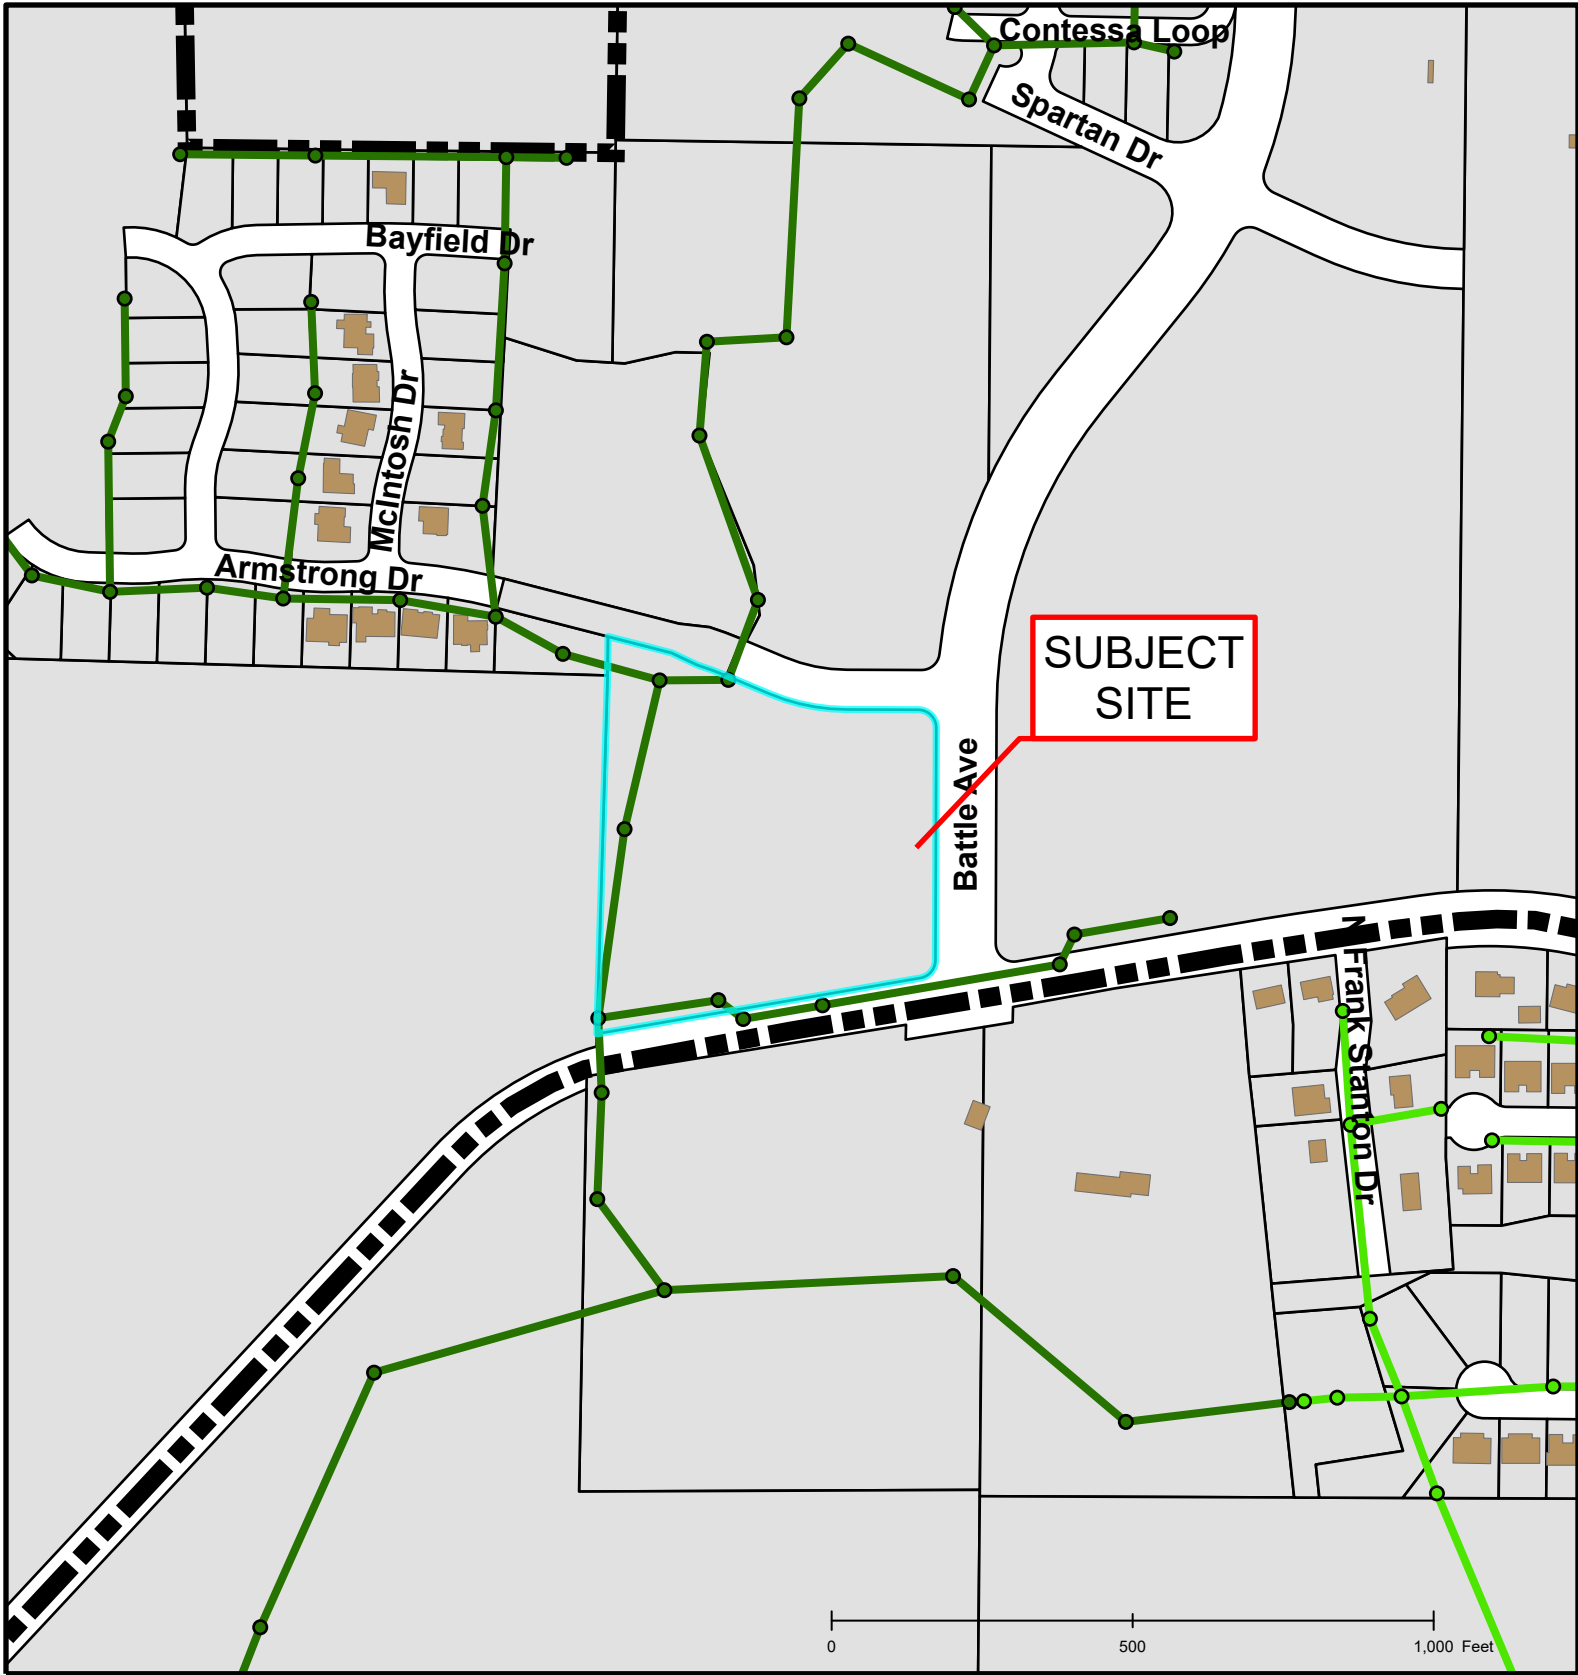 Contessa Loop
Spartan Dr
Bayfield Dr
McIntosh Dr
Armstrong Dr
SUBJECT
SITE
Battle Ave
N Frank Stanton Dr
0 500 1,000 Feet